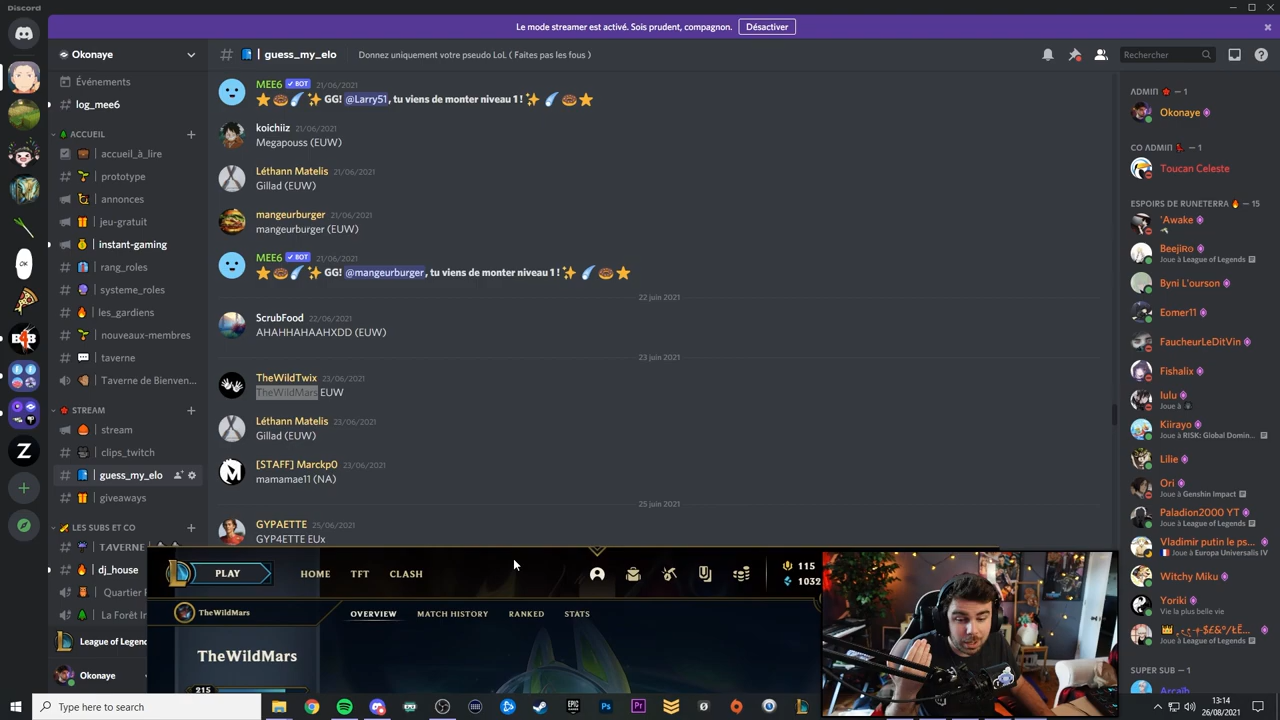 Discord
Le mode streamer est activé. Sois prudent, compagnon.
Désactiver
Okonaye
Événements
log_mee6
ACCUEIL
accueil_à_lire
prototype
annonces
jeu-gratuit
instant-gaming
rang_roles
systeme_roles
les_gardiens
nouveaux-membres
taverne
Taverne de Bienven...
STREAM
stream
clips_twitch
guess_my_elo
giveaways
LES SUBS ET CO
TAVERNE
dj_house
Quartier
La Forêt In
League of Legend
Okonaye
guess_my_elo
Donnez uniquement votre pseudo LoL ( Faites pas les fous )
Rechercher
MEE6 BOT 21/06/2021
GG! @Larry51, tu viens de monter niveau 1 !
koichiiz 21/06/2021
Megapouss (EUW)
Léthann Matelis 21/06/2021
Gillad (EUW)
mangeurburger 21/06/2021
mangeurburger (EUW)
MEE6 BOT 21/06/2021
GG! @mangeurburger, tu viens de monter niveau 1 !
22 juin 2021
ScrubFood 22/06/2021
AHAHHAHAAHXDD (EUW)
23 juin 2021
TheWildTwix 23/06/2021
TheWildMars EUW
Léthann Matelis 23/06/2021
Gillad (EUW)
[STAFF] Marckp0 23/06/2021
mamamae11 (NA)
25 juin 2021
GYPAETTE 25/06/2021
GYP4ETTE EUx
PLAY
HOME
TFT
CLASH
115
1032
TheWildMars
OVERVIEW
MATCH HISTORY
RANKED
STATS
TheWildMars
215
ADMIN — 1
Okonaye
CO ADMIN — 1
Toucan Celeste
ESPOIRS DE RUNETERRA — 15
'Awake
BeejiRo
Joue à League of Legends
Byni L'ourson
Eomer11
FaucheurLeDitVin
Fishalix
lulu
Joue à
Kiirayo
Joue à RISK: Global Domin...
Lilie
Ori
Joue à Genshin Impact
Paladion2000 YT
Joue à League of Legends
Vladimir putin le ps...
Joue à Europa Universalis IV
Witchy Miku
Yoriki
Vie la plus belle vie
Joue à League of Legends
SUPER SUB — 1
Arcaib
Type here to search
13:14
26/08/2021